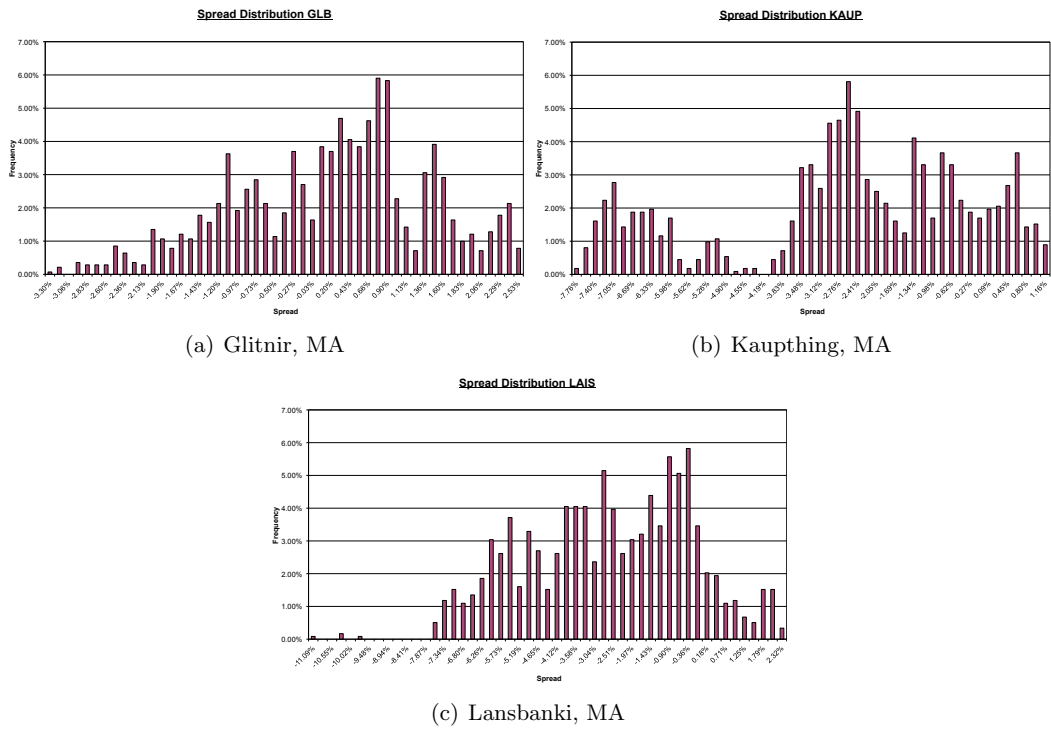 Spread Distribution GLB
7.00%
6.00%
5.00%
4.00%
3.00%
2.00%
1.00%
0.00%
Frequency
-3.30% -3.06% -2.83% -2.60% -2.36% -2.13% -1.90% -1.67% -1.43% -1.20% -0.97% -0.73% -0.50% -0.27% -0.03% 0.20% 0.43% 0.66% 0.90% 1.13% 1.36% 1.60% 1.83% 2.06% 2.29% 2.53%
Spread
(a) Glitnir, MA
Spread Distribution KAUP
7.00%
6.00%
5.00%
4.00%
3.00%
2.00%
1.00%
0.00%
Frequency
-7.76% -7.40% -7.05% -6.69% -6.33% -5.98% -5.62% -5.26% -4.90% -4.55% -4.19% -3.83% -3.48% -3.12% -2.76% -2.41% -2.05% -1.69% -1.34% -0.98% -0.62% -0.27% 0.09% 0.45% 0.80% 1.16%
Spread
(b) Kaupthing, MA
Spread Distribution LAIS
7.00%
6.00%
5.00%
4.00%
3.00%
2.00%
1.00%
0.00%
Frequency
-11.09% -10.55% -10.02% -9.48% -8.94% -8.41% -7.87% -7.34% -6.80% -6.26% -5.73% -5.19% -4.65% -4.12% -3.58% -3.04% -2.51% -1.97% -1.43% -0.90% -0.36% 0.18% 0.71% 1.25% 1.79% 2.32%
Spread
(c) Lansbanki, MA